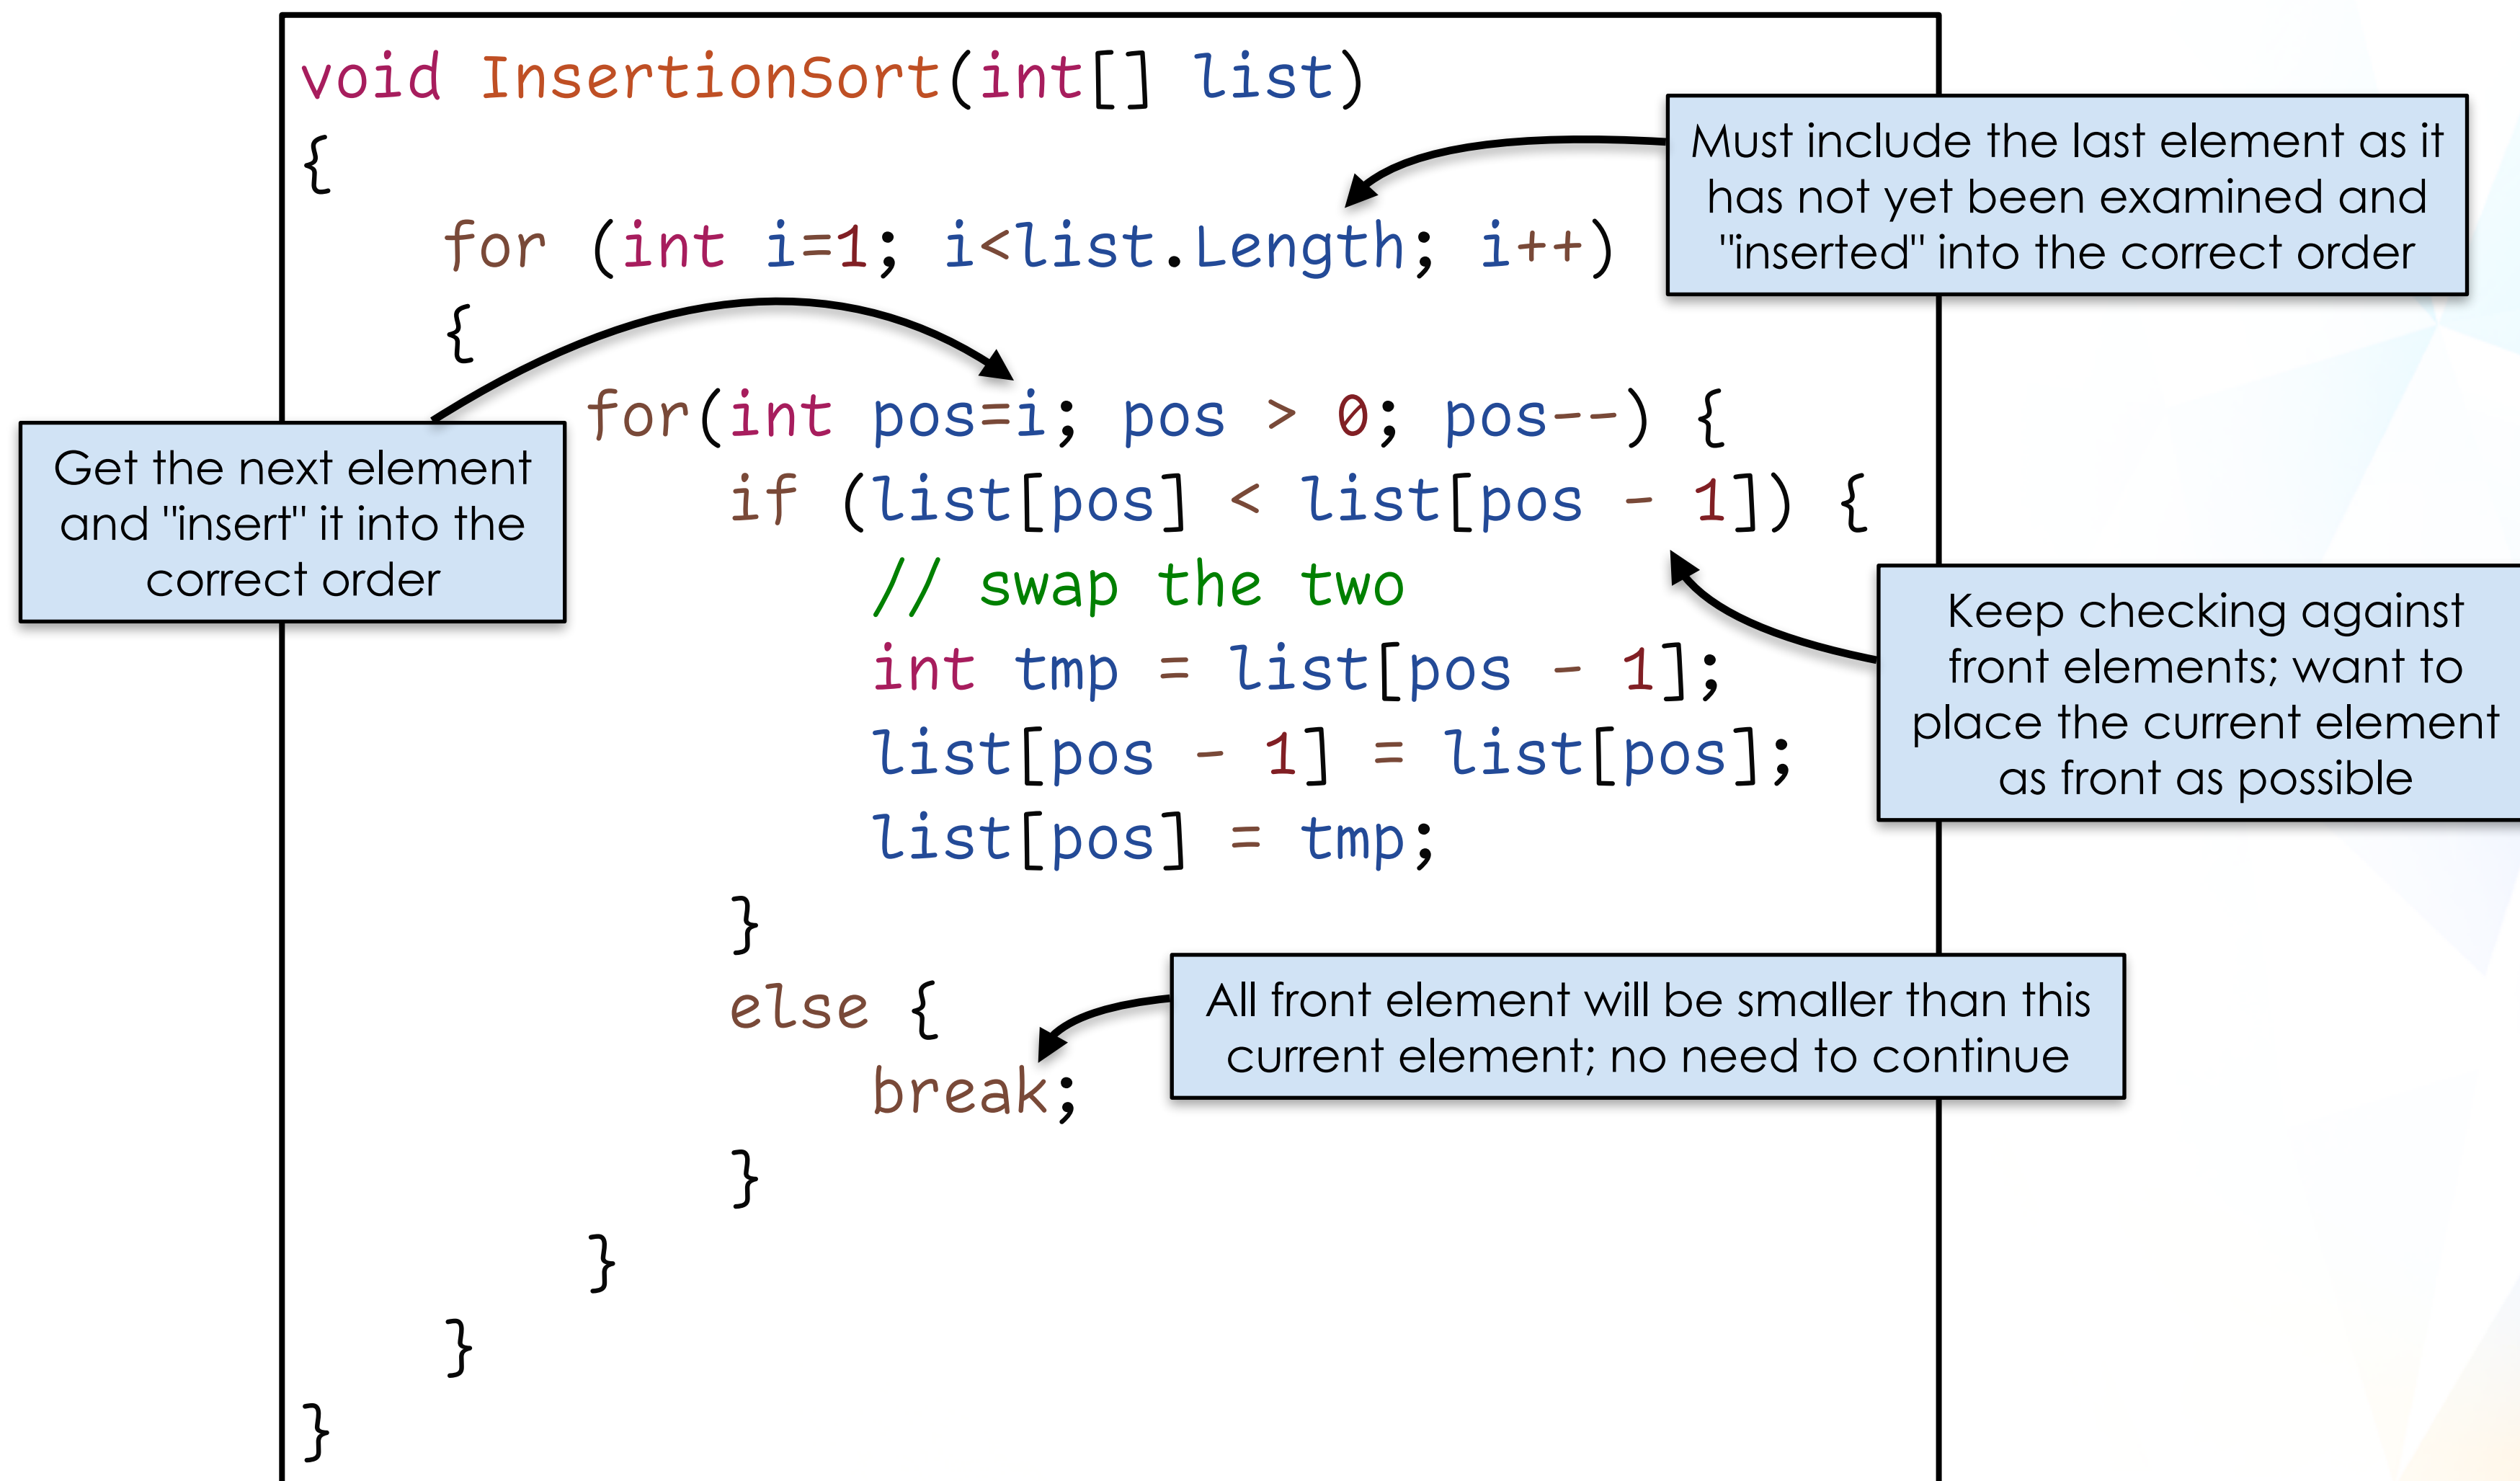 void InsertionSort(int[] list)
{
Must include the last element as it
has not yet been examined and
"inserted" into the correct order
for (int i=1; i<list.Length; i++)
{
for(int pos=i; pos > 0; pos--) {
Get the next element
and "insert" it into the
correct order
if (list[pos] < list[pos - 1]) {
// swap the two
Keep checking against
front elements; want to
place the current element
as front as possible
int tmp = list[pos - 1];
list[pos - 1] = list[pos];
list[pos] = tmp;
}
else {
All front element will be smaller than this
current element; no need to continue
break;
}
}
}
}